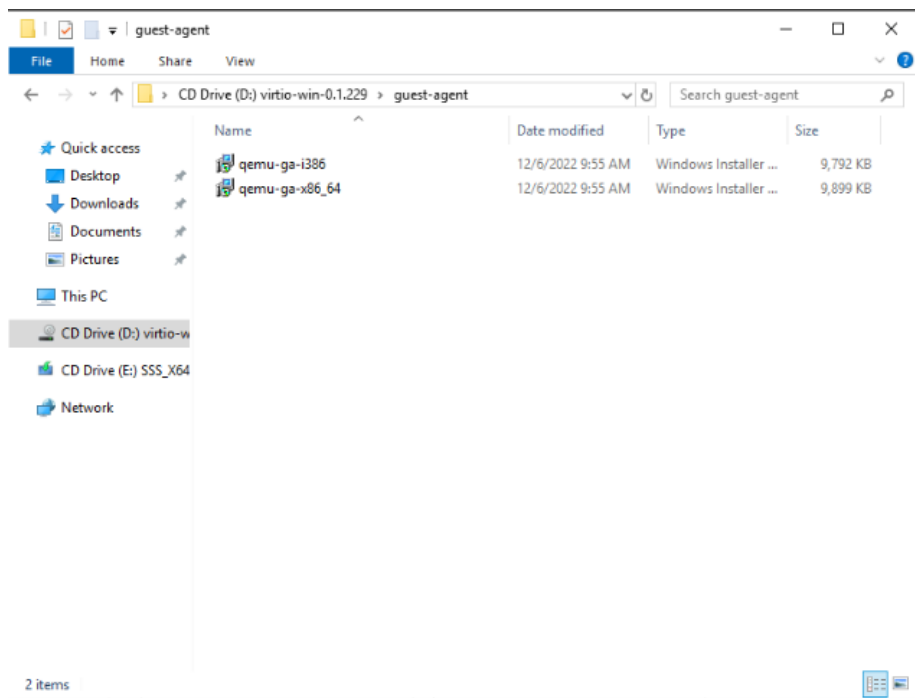 guest-agent
File Home Share View
CD Drive (D:) virtio-win-0.1.229 > guest-agent Search guest-agent
Name Date modified Type Size
Quick access
Desktop
Downloads
Documents
Pictures
This PC
CD Drive (D:) virtio-w
CD Drive (E:) SSS_X64
Network
qemu-ga-i386 12/6/2022 9:55 AM Windows Installer ... 9,792 KB
qemu-ga-x86_64 12/6/2022 9:55 AM Windows Installer ... 9,899 KB
2 items